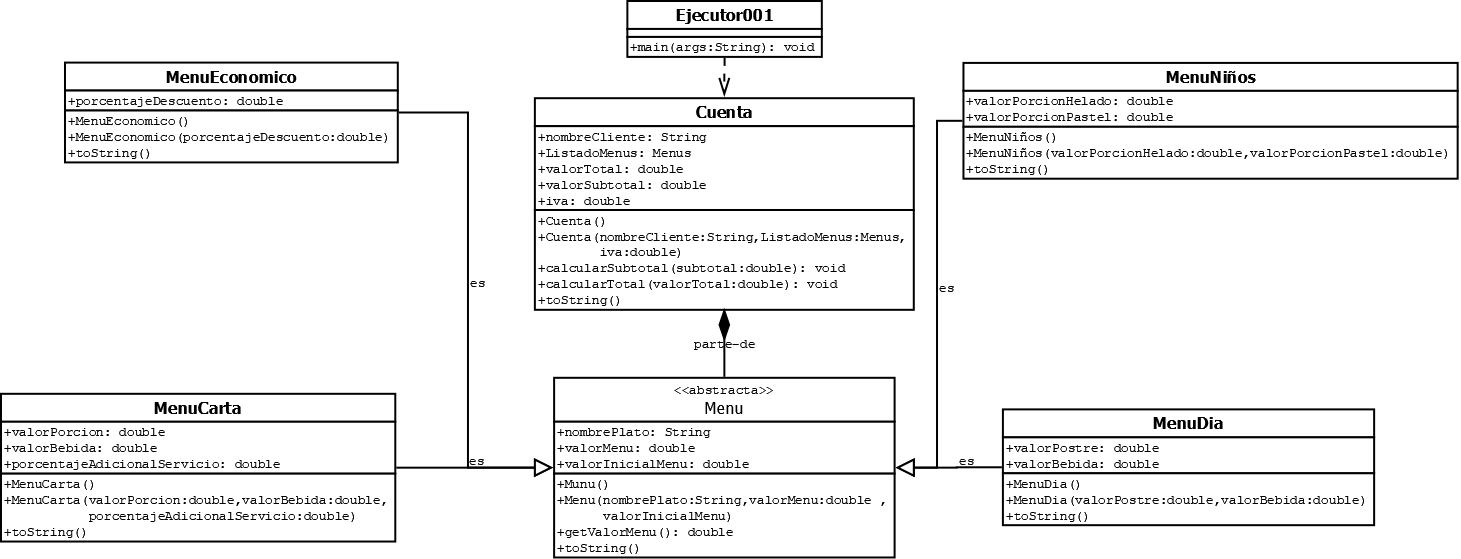 Ejecutor001
+main(args:String): void
MenuEconomico
+porcentajeDescuento: double
+MenuEconomico()
+MenuEconomico(porcentajeDescuento:double)
+toString()
Cuenta
+nombreCliente: String
+ListadoMenus: Menus
+valorTotal: double
+valorSubtotal: double
+iva: double
+Cuenta()
+Cuenta(nombreCliente:String,ListadoMenus:Menus,
iva:double)
+calcularSubtotal(subtotal:double): void
+calcularTotal(valorTotal:double): void
+toString()
MenuNiños
+valorPorcionHelado: double
+valorPorcionPastel: double
+MenuNiños()
+MenuNiños(valorPorcionHelado:double,valorPorcionPastel:double)
+toString()
es
es
parte-de
MenuCarta
+valorPorcion: double
+valorBebida: double
+porcentajeAdicionalServicio: double
+MenuCarta()
+MenuCarta(valorPorcion:double,valorBebida:double,
porcentajeAdicionalServicio:double)
+toString()
es
<<abstracta>>
Menu
+nombrePlato: String
+valorMenu: double
+valorInicialMenu: double
+Munu()
+Menu(nombrePlato:String,valorMenu:double ,
valorInicialMenu)
+getValorMenu(): double
+toString()
es
MenuDia
+valorPostre: double
+valorBebida: double
+MenuDia()
+MenuDia(valorPostre:double,valorBebida:double)
+toString()